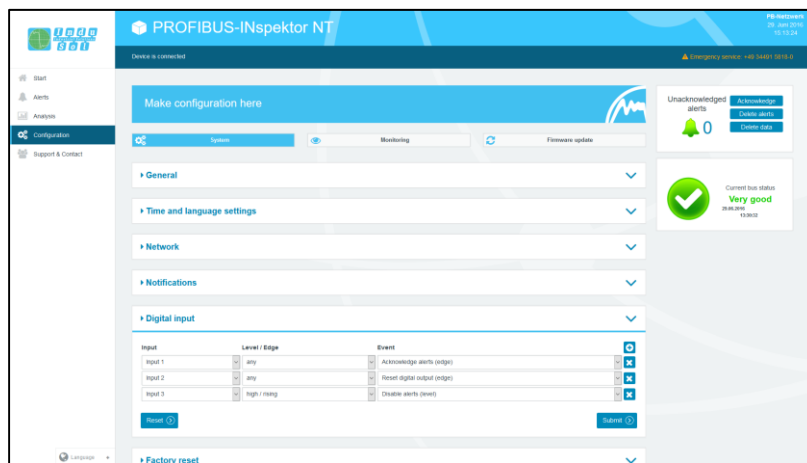 indu
Sol
PROFIBUS-INspektor NT
PB-Netzwerk
29. Juni 2016
15:13:24
Device is connected
Emergency service: +49 34491 5818-0
Start
Alerts
Analysis
Configuration
Support & Contact
Make configuration here
System
Monitoring
Firmware update
General
Time and language settings
Network
Notifications
Digital input
Input Level / Edge Event
Input 1 any Acknowledge alerts (edge)
Input 2 any Reset digital output (edge)
Input 3 high / rising Disable alerts (level)
Reset
Submit
Factory reset
Unacknowledged
alerts
0
Acknowledge
Delete alerts
Delete data
Current bus status
Very good
Language